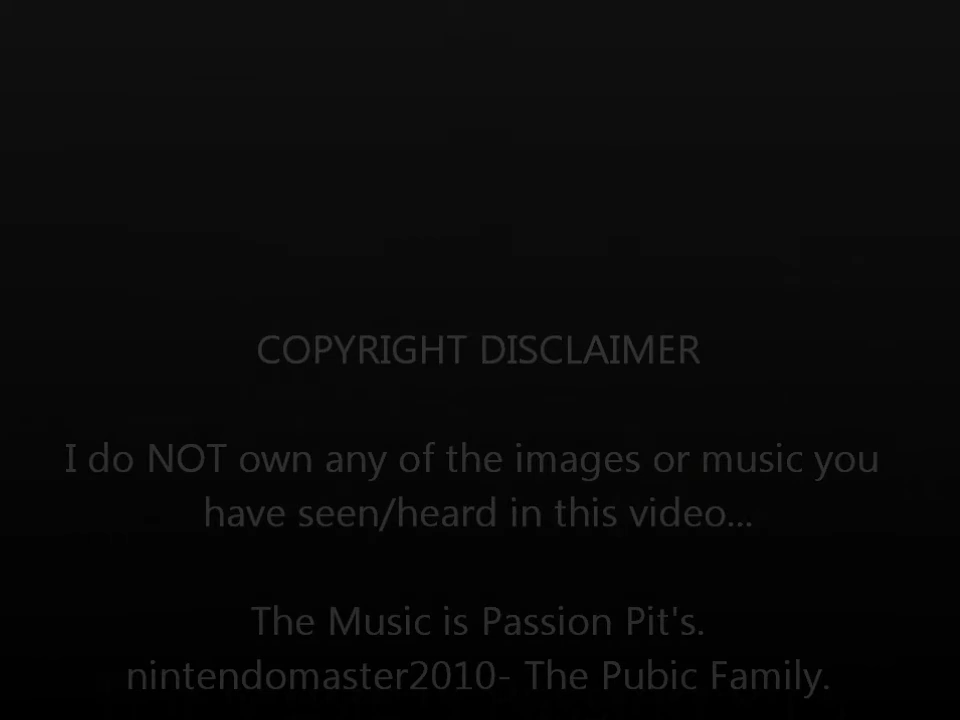 COPYRIGHT DISCLAIMER
I do NOT own any of the images or music you
have seen/heard in this video...
The Music is Passion Pit's.
nintendomaster2010- The Pubic Family.